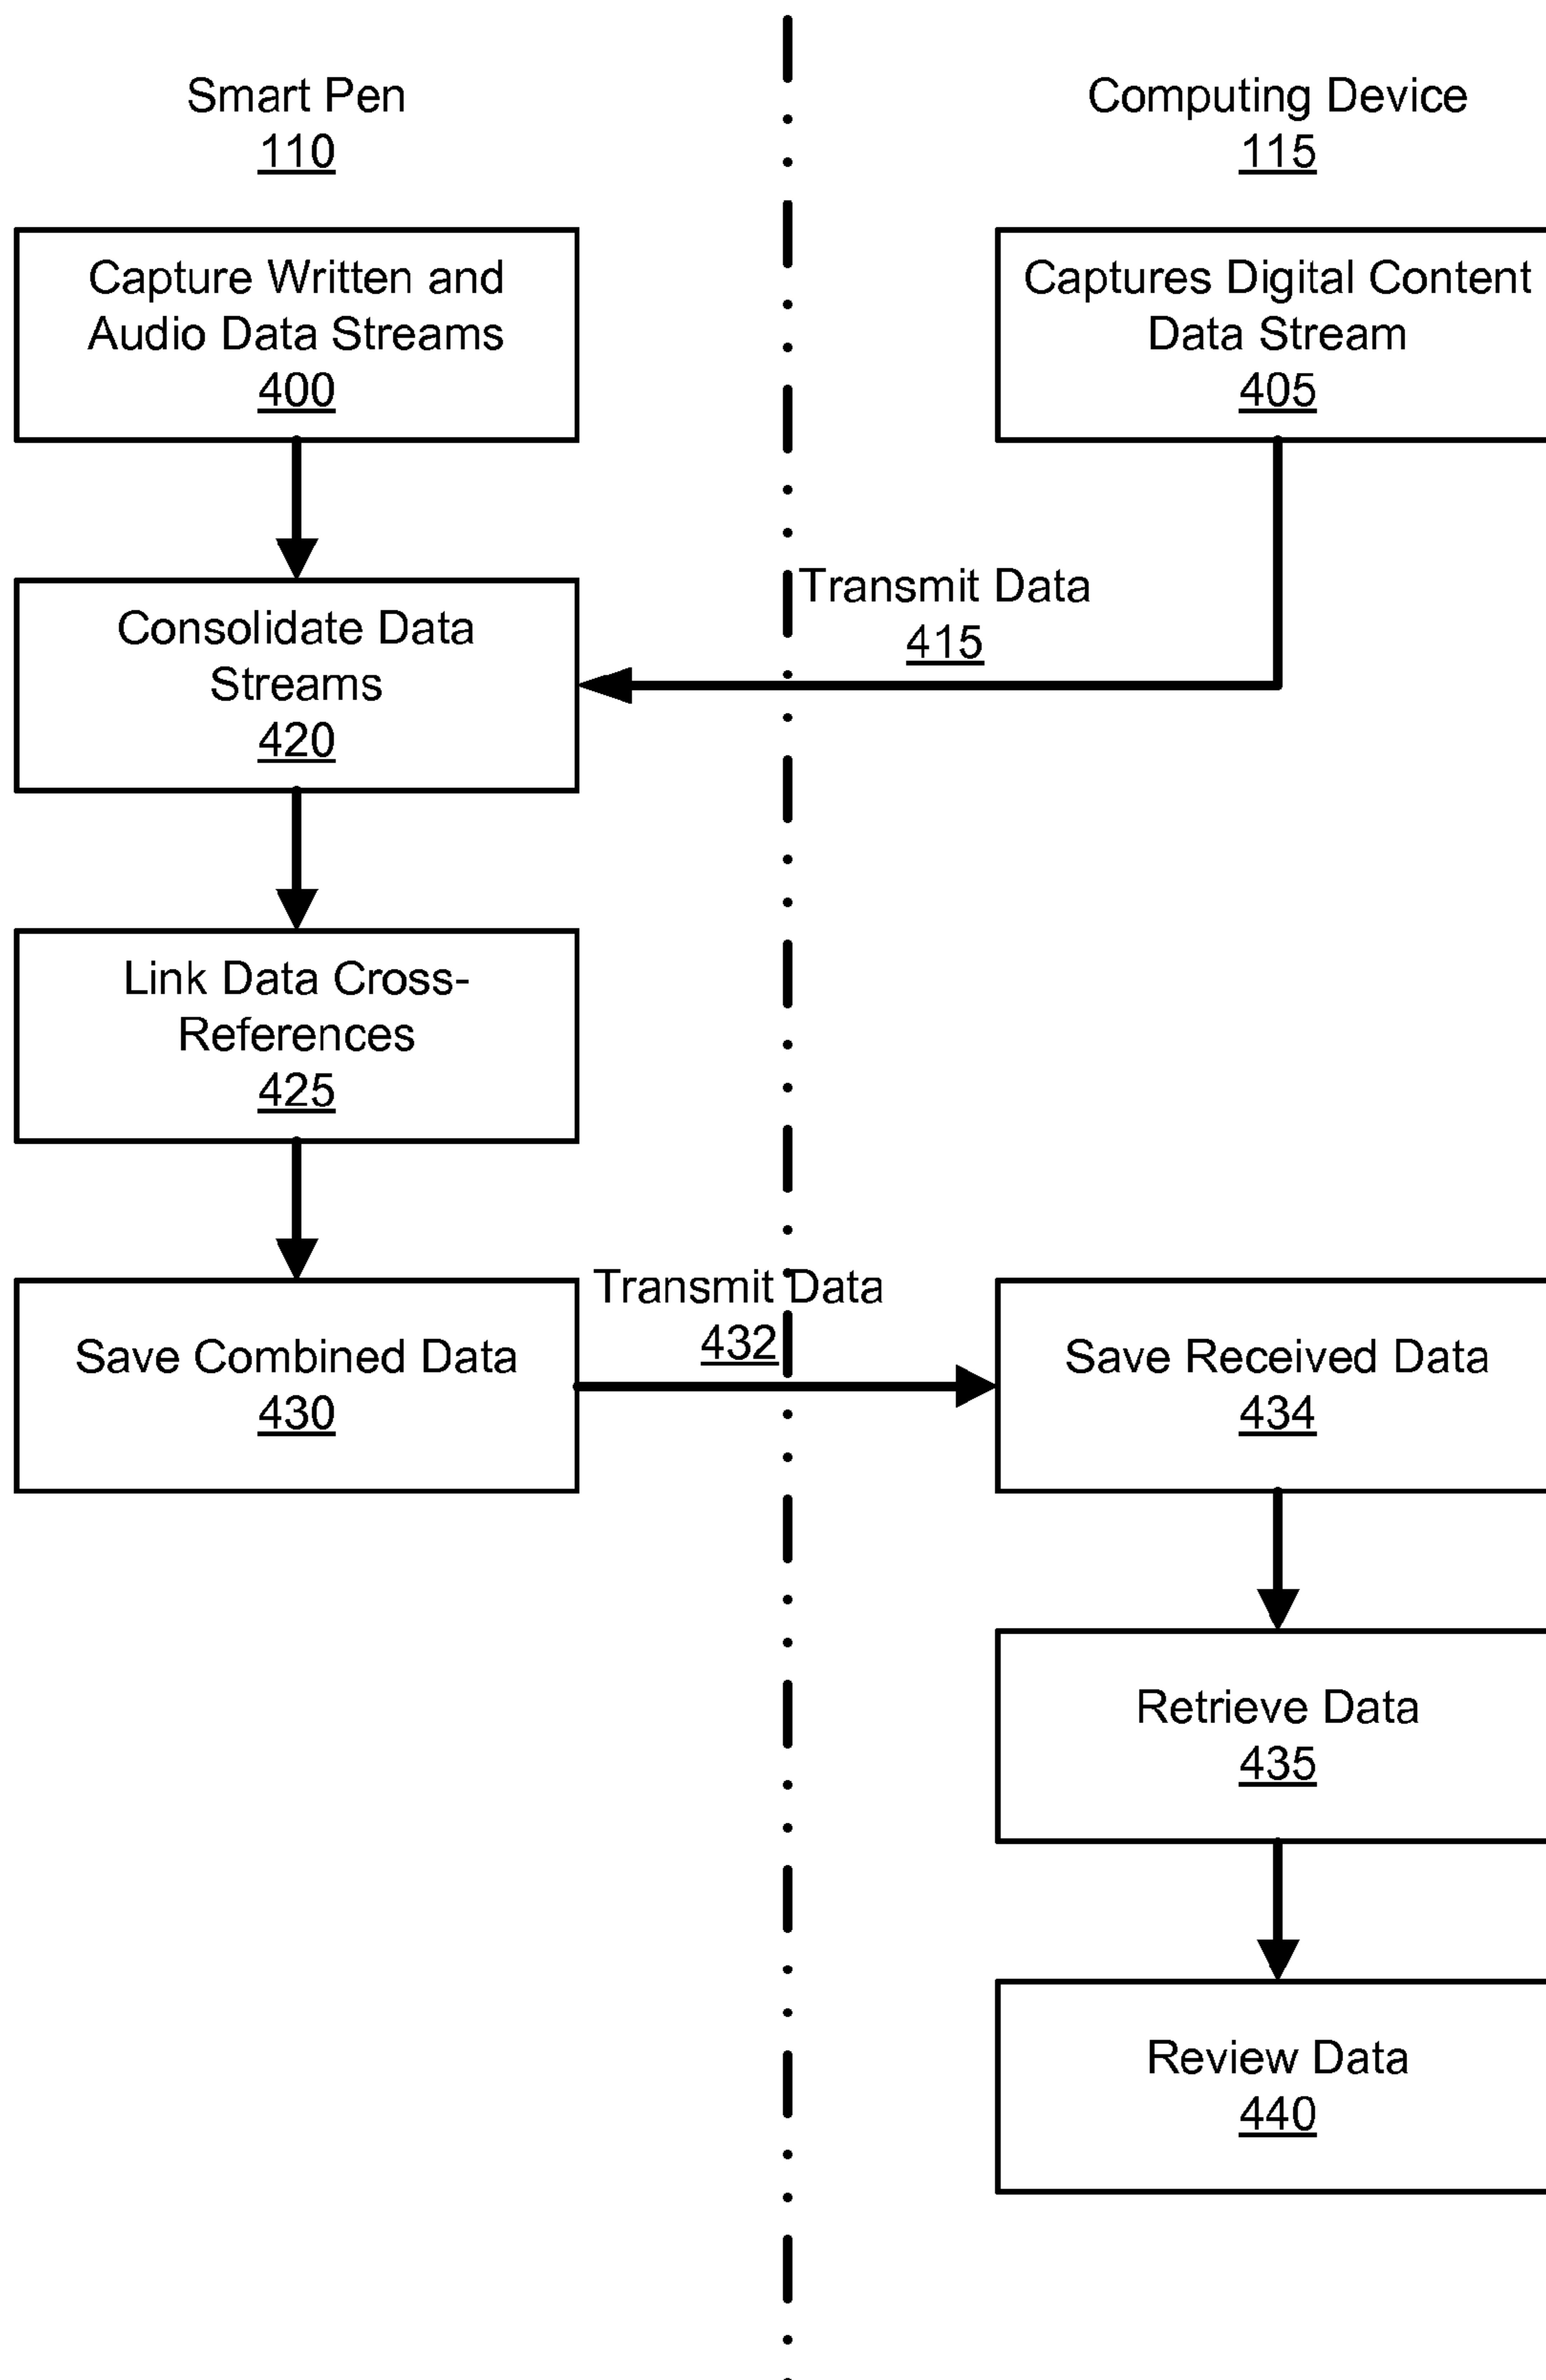 Smart Pen
110
Computing Device
115
Capture Written and
Audio Data Streams
400
Captures Digital Content
Data Stream
405
Transmit Data
415
Consolidate Data
Streams
420
Link Data Cross-
References
425
Save Combined Data
430
Transmit Data
432
Save Received Data
434
Retrieve Data
435
Review Data
440